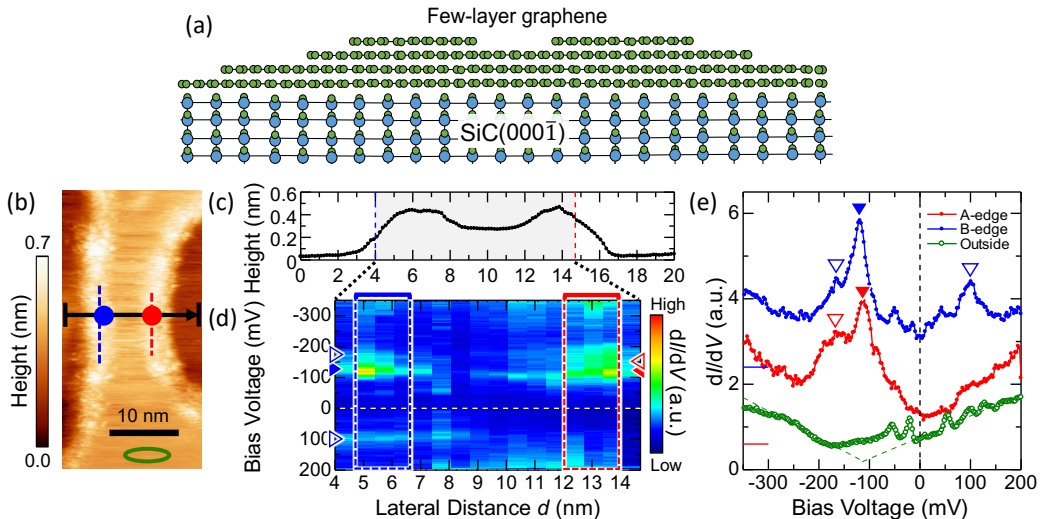 (a)
Few-layer graphene
SiC(0001̄)
(b)
0.7
Height (nm)
0.0
10 nm
(c)
Height (nm)
0.6
0.4
0.2
0
0 2 4 6 8 10 12 14 16 18 20
(d)
Bias Voltage (mV)
-300
-200
-100
0
100
200
4 5 6 7 8 9 10 11 12 13 14
Lateral Distance d (nm)
High
dI/dV (a.u.)
Low
(e)
A-edge
B-edge
Outside
dI/dV (a.u.)
6
4
2
0
-300 -200 -100 0 100 200
Bias Voltage (mV)